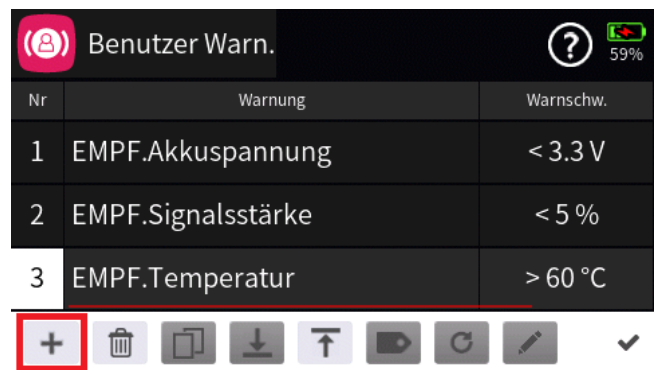 Benutzer Warn.
?
59%
Nr Warnung Warnschw.
1 EMPF.Akkuspannung < 3.3 V
2 EMPF.Signalsstärke < 5 %
3 EMPF.Temperatur > 60 °C